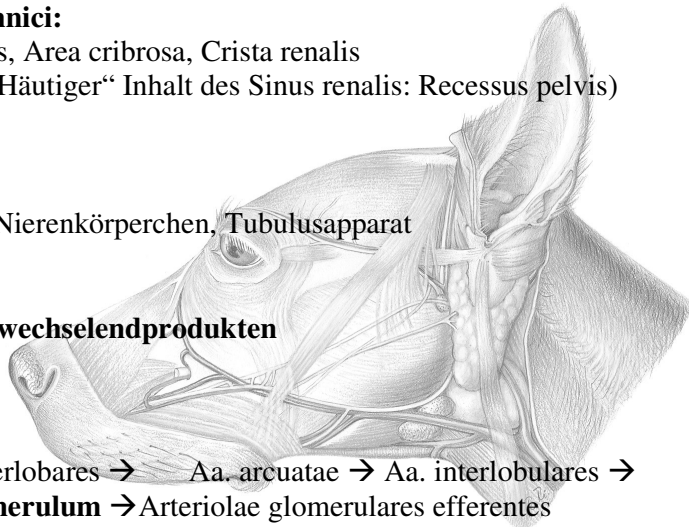 nnici:
s, Area cribrosa, Crista renalis
Häutiger“ Inhalt des Sinus renalis: Recessus pelvis)
Nierenkörperchen, Tubulusapparat
wechselendprodukten
erlobares → Aa. arcuatae → Aa. interlobulares →
merulum → Arteriolae glomerulares efferentes